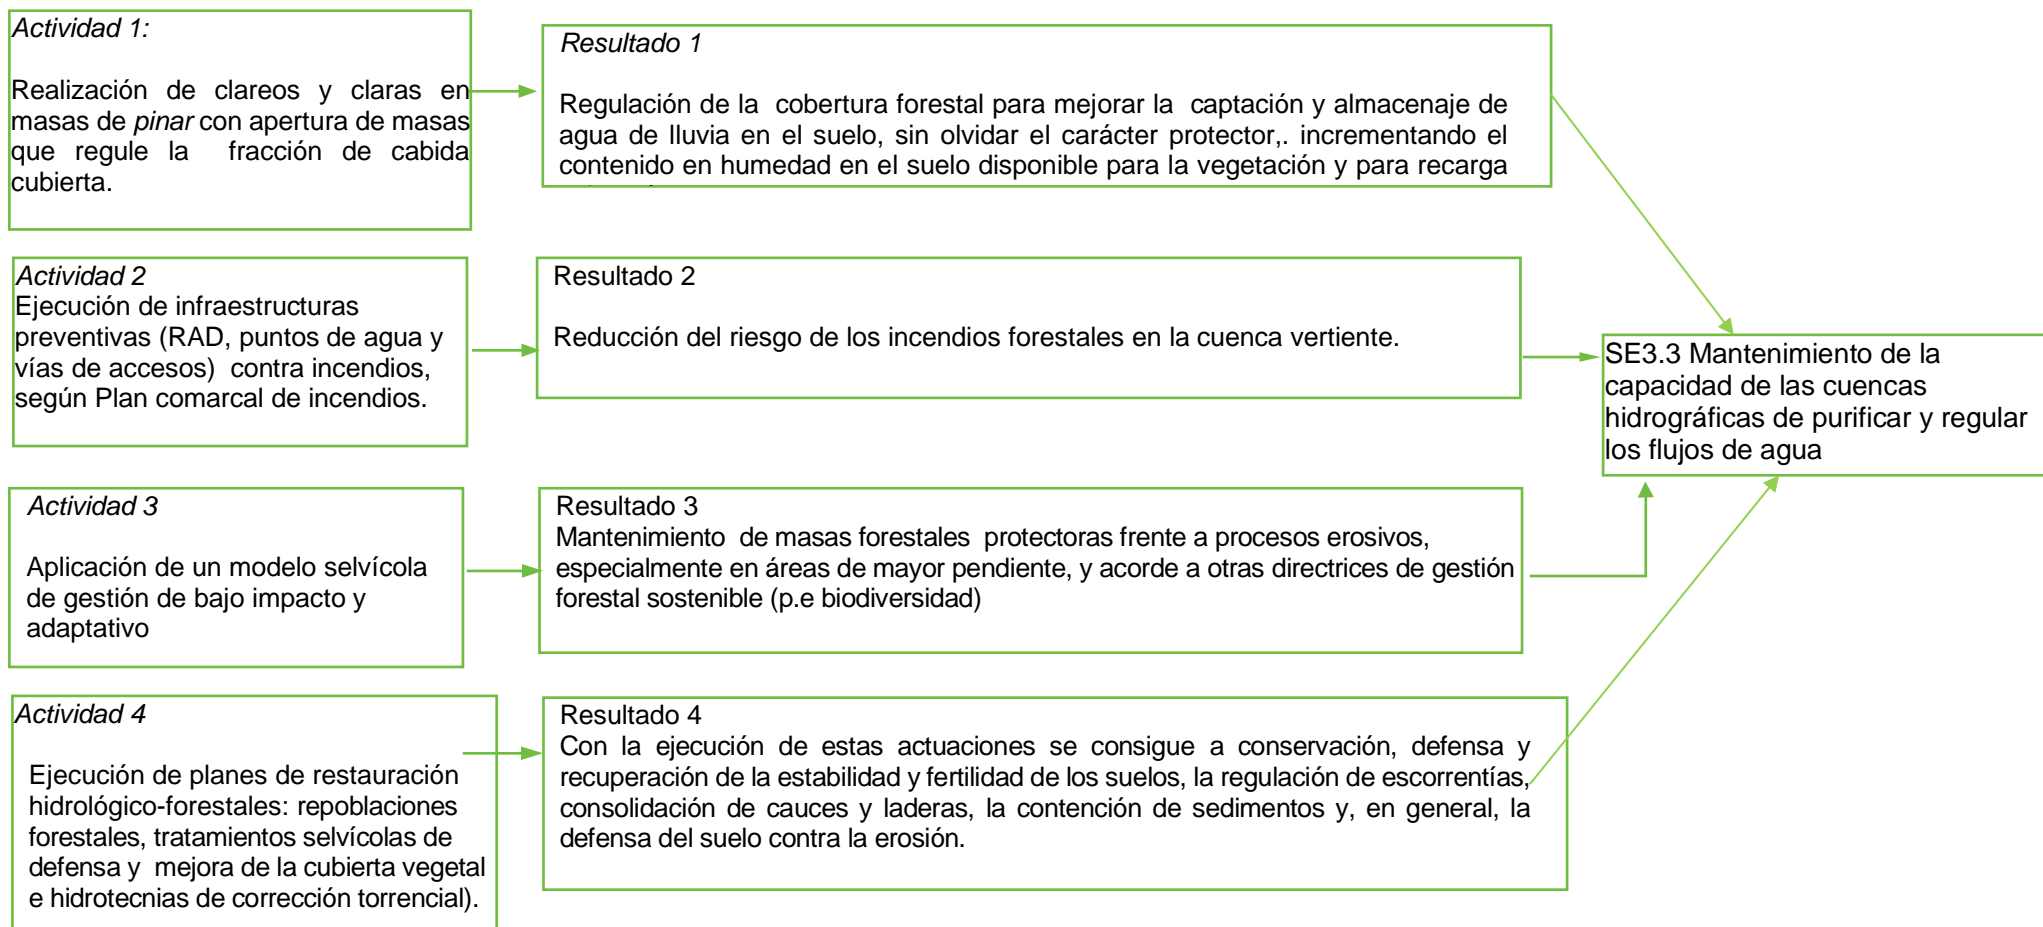 Actividad 1:
Realización de clareos y claras en
masas de pinar con apertura de masas
que regule la fracción de cabida
cubierta.
Resultado 1
Regulación de la cobertura forestal para mejorar la captación y almacenaje de
agua de lluvia en el suelo, sin olvidar el carácter protector,. incrementando el
contenido en humedad en el suelo disponible para la vegetación y para recarga
Actividad 2
Ejecución de infraestructuras
preventivas (RAD, puntos de agua y
vías de accesos) contra incendios,
según Plan comarcal de incendios.
Resultado 2
Reducción del riesgo de los incendios forestales en la cuenca vertiente.
SE3.3 Mantenimiento de la
capacidad de las cuencas
hidrográficas de purificar y regular
los flujos de agua
Actividad 3
Aplicación de un modelo selvícola
de gestión de bajo impacto y
adaptativo
Resultado 3
Mantenimiento de masas forestales protectoras frente a procesos erosivos,
especialmente en áreas de mayor pendiente, y acorde a otras directrices de gestión
forestal sostenible (p.e biodiversidad)
Actividad 4
Ejecución de planes de restauración
hidrológico-forestales: repoblaciones
forestales, tratamientos selvícolas de
defensa y mejora de la cubierta vegetal
e hidrotecnias de corrección torrencial).
Resultado 4
Con la ejecución de estas actuaciones se consigue a conservación, defensa y
recuperación de la estabilidad y fertilidad de los suelos, la regulación de escorrentías,
consolidación de cauces y laderas, la contención de sedimentos y, en general, la
defensa del suelo contra la erosión.